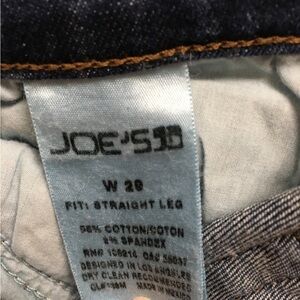 JOE'S
W 28
FIT: STRAIGHT LEG
98% COTTON/COTON
2% SPANDEX
DESIGNED IN LOS ANGELES
DRY CLEAN RECOMMENDED
MADE IN MEXICO